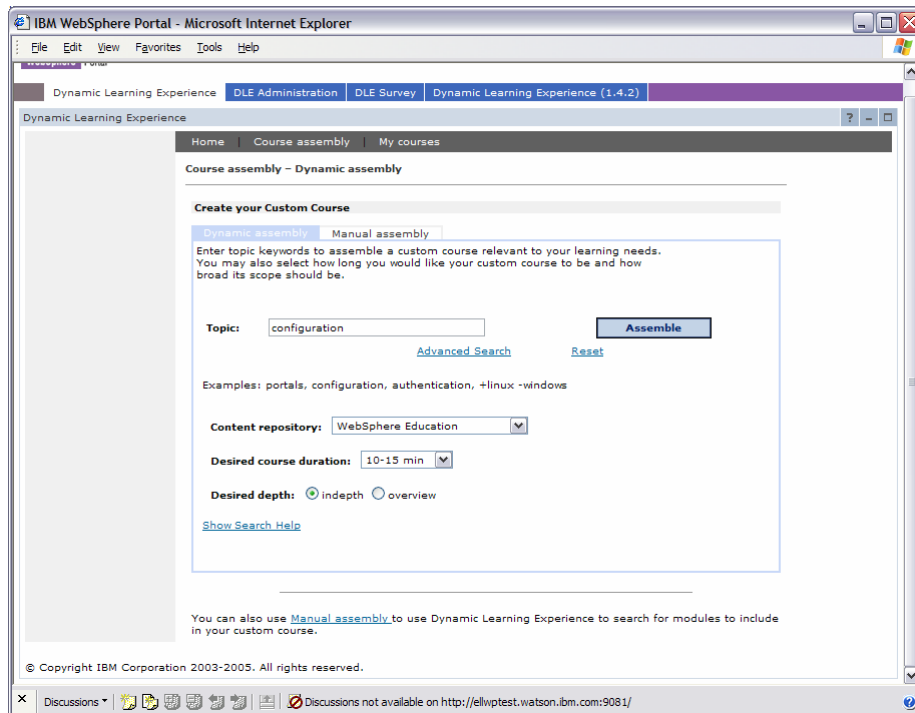 IBM WebSphere Portal - Microsoft Internet Explorer
File Edit View Favorites Tools Help
WebSphere Portal
Dynamic Learning Experience DLE Administration DLE Survey Dynamic Learning Experience (1.4.2)
Dynamic Learning Experience ?
Home | Course assembly | My courses
Course assembly – Dynamic assembly
Create your Custom Course
Dynamic assembly Manual assembly
Enter topic keywords to assemble a custom course relevant to your learning needs.
You may also select how long you would like your custom course to be and how
broad its scope should be.
Topic: configuration Assemble
Advanced Search Reset
Examples: portals, configuration, authentication, +linux -windows
Content repository: WebSphere Education
Desired course duration: 10-15 min
Desired depth: indepth overview
Show Search Help
You can also use Manual assembly to use Dynamic Learning Experience to search for modules to include
in your custom course.
© Copyright IBM Corporation 2003-2005. All rights reserved.
Discussions Discussions not available on http://ellwptest.watson.ibm.com:9081/